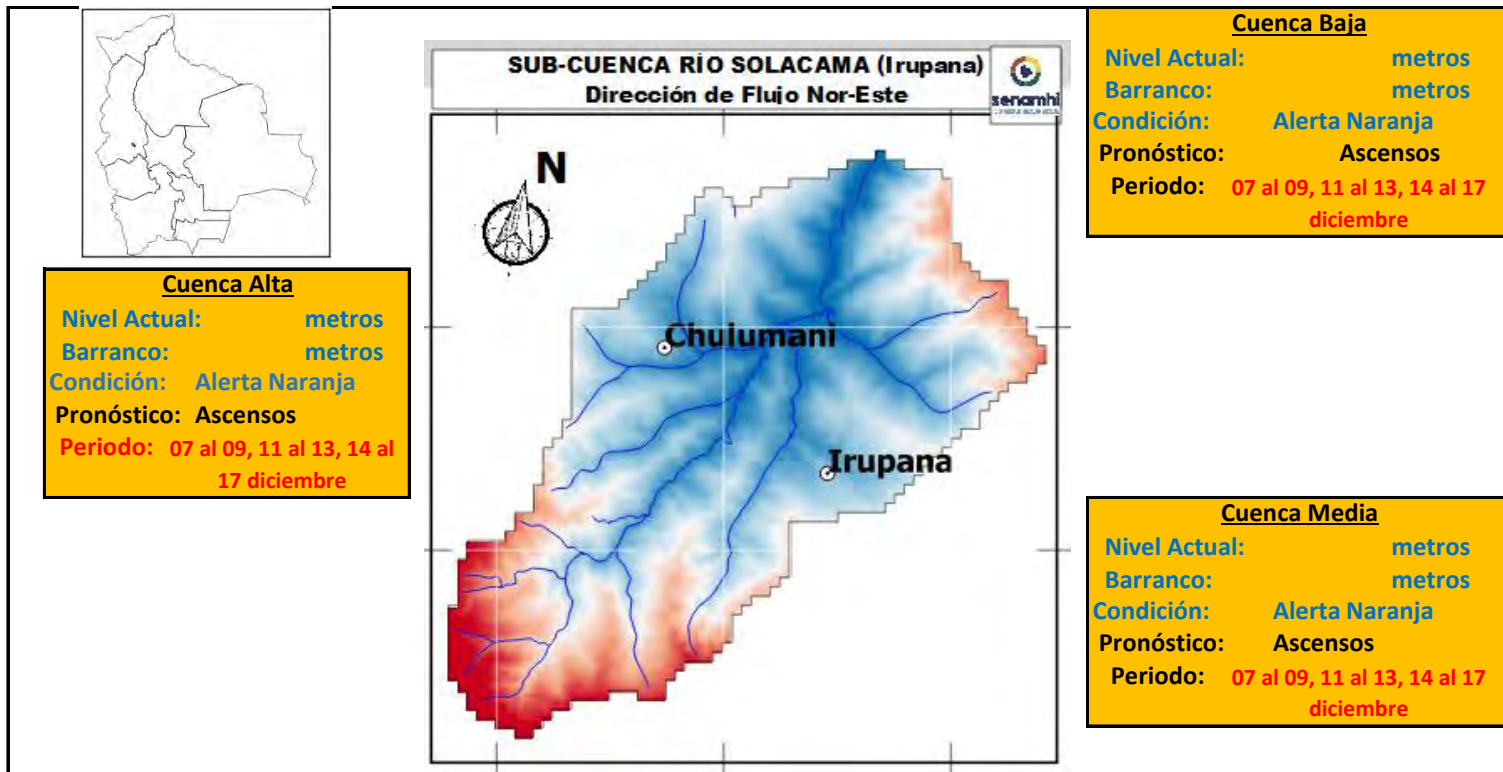 SUB-CUENCA RÍO SOLACAMA (Irupana)
Dirección de Flujo Nor-Este
senamhi
N
Chulumani
Irupana
Cuenca Alta
Nivel Actual: metros
Barranco: metros
Condición: Alerta Naranja
Pronóstico: Ascensos
Periodo: 07 al 09, 11 al 13, 14 al
17 diciembre
Cuenca Baja
Nivel Actual: metros
Barranco: metros
Condición: Alerta Naranja
Pronóstico: Ascensos
Periodo: 07 al 09, 11 al 13, 14 al 17
diciembre
Cuenca Media
Nivel Actual: metros
Barranco: metros
Condición: Alerta Naranja
Pronóstico: Ascensos
Periodo: 07 al 09, 11 al 13, 14 al 17
diciembre